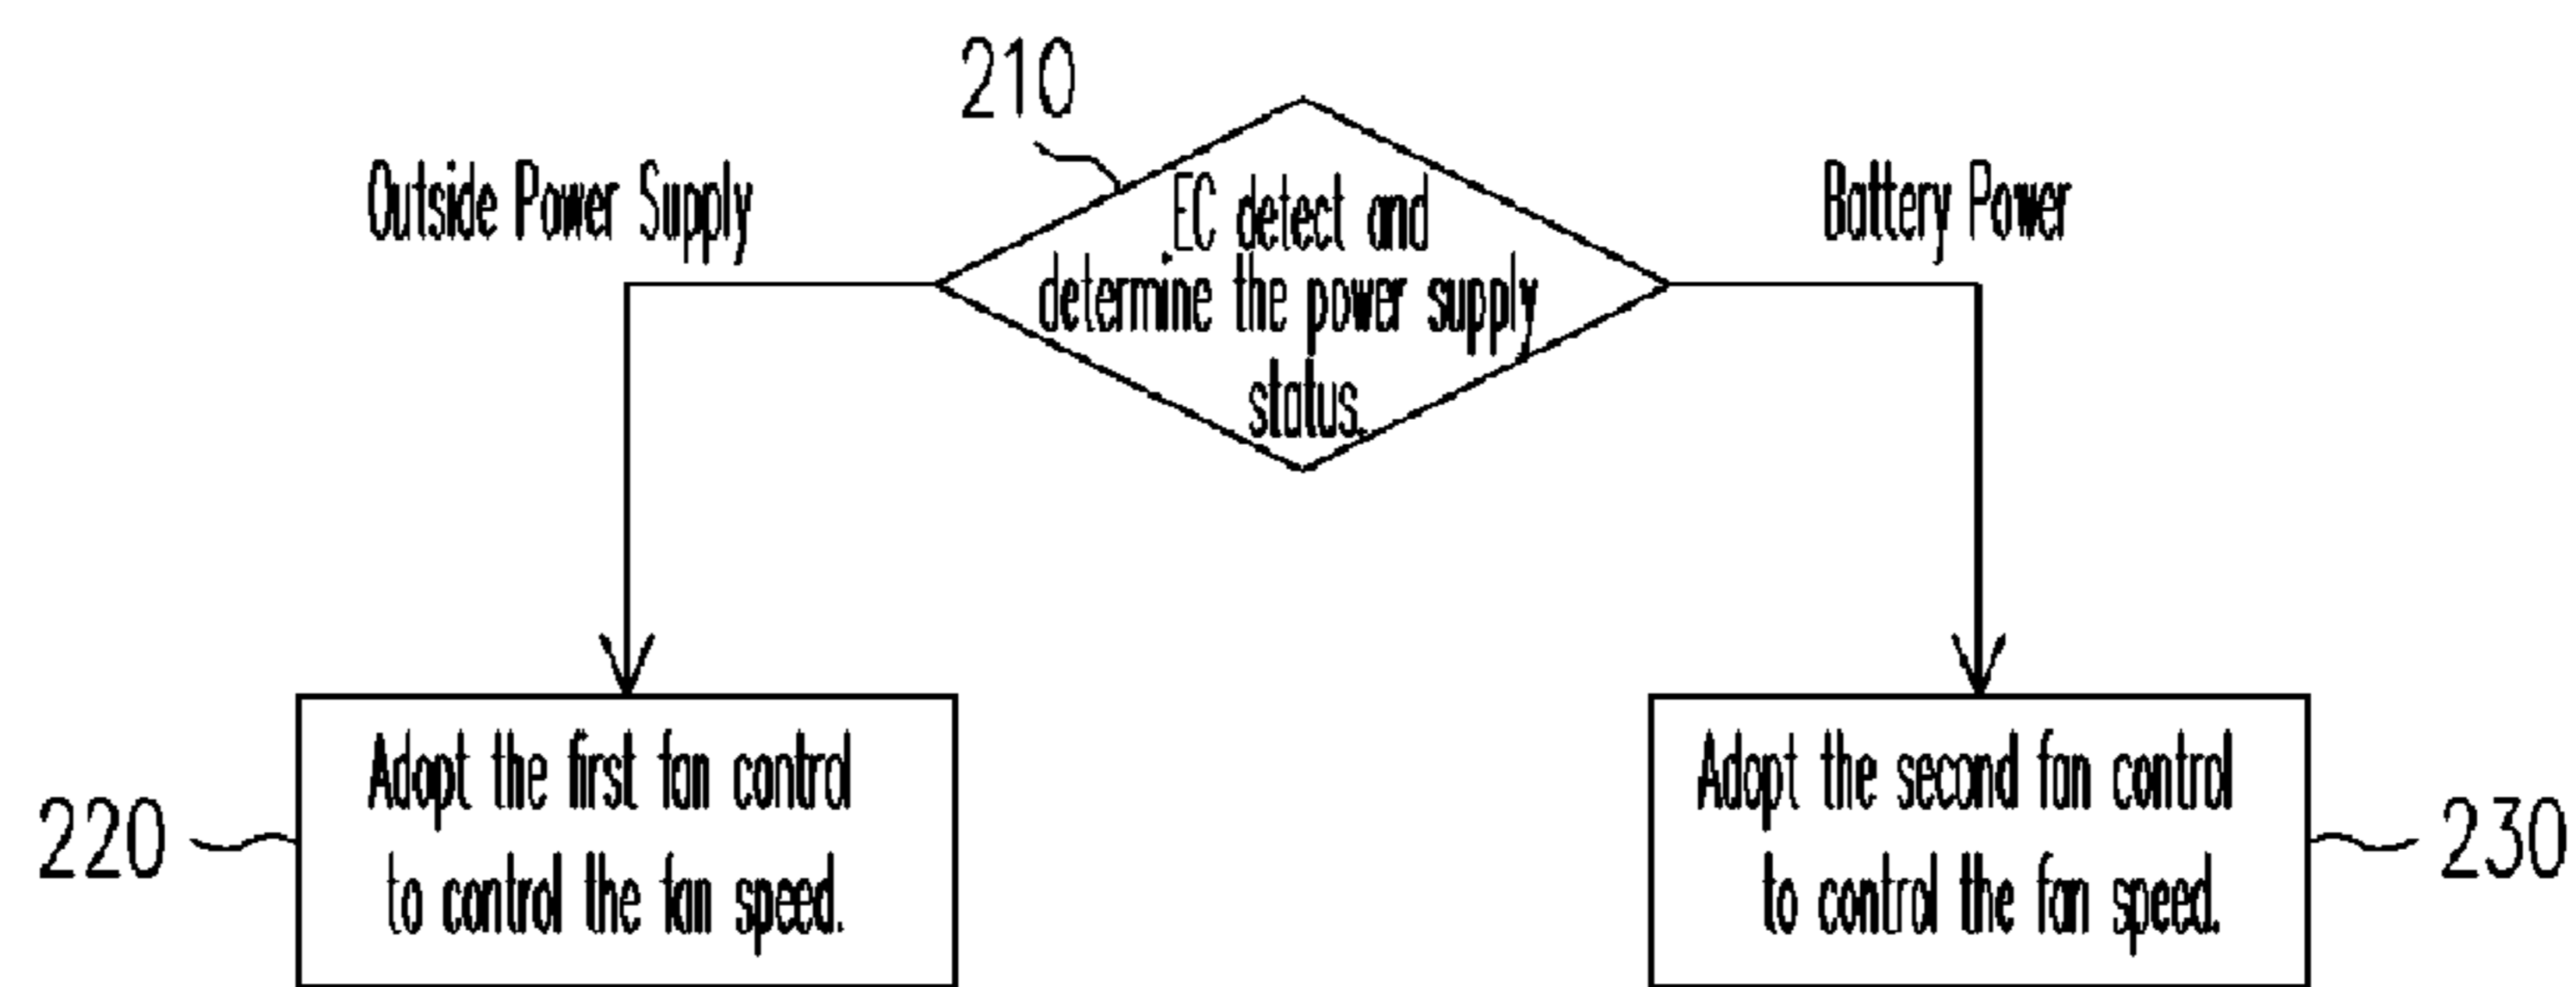 210
Outside Power Supply
EC detect and
determine the power supply
status.
Battery Power
220
Adopt the first fan control
to control the fan speed.
Adopt the second fan control
to control the fan speed.
230